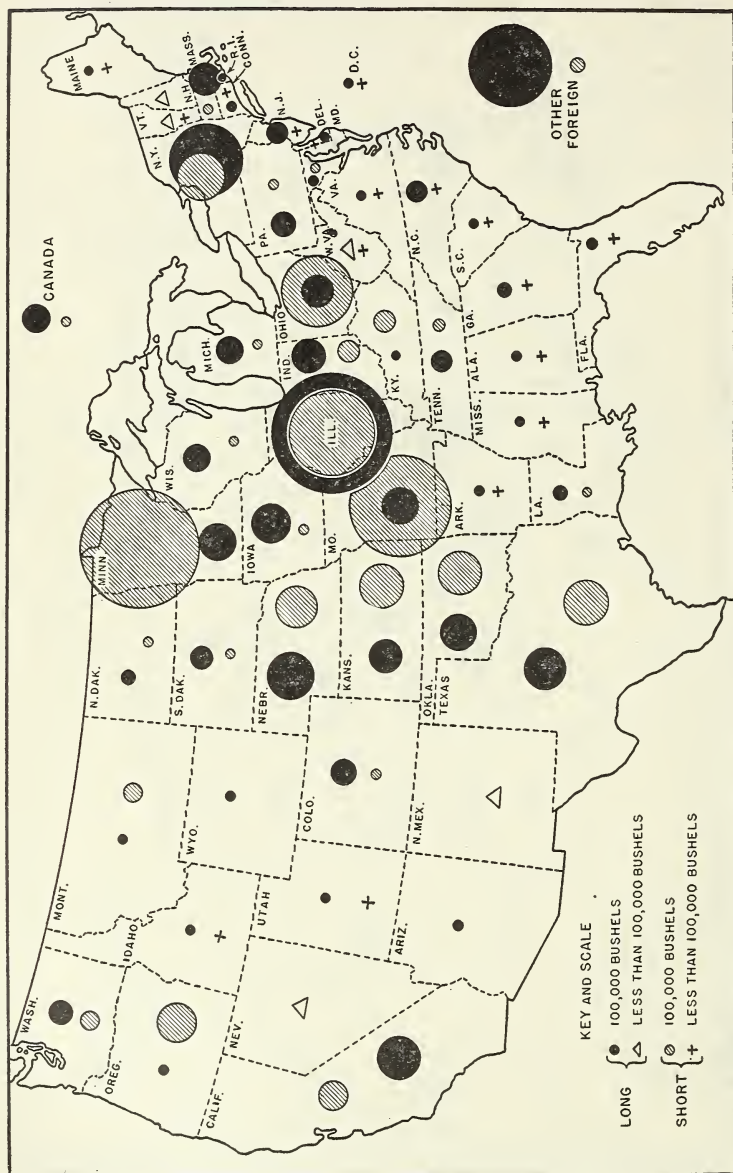 CANADA
MAINE
WASH.
MONT.
N.DAK.
MINN
VT.
N.H.
MASS.
R.I.
CONN.
OREG.
IDAHO
WYO.
S.DAK.
WIS.
MICH.
N.Y.
N.J.
PA.
DEL.
MD.
D.C.
CALIF.
NEV.
UTAH
COLO.
NEBR.
IOWA
ILL.
IND.
OHIO
W.VA.
VA.
KANS.
MO.
KY.
N.C.
ARIZ.
N.MEX.
OKLA.
TEXAS
ARK.
TENN.
S.C.
MISS.
ALA.
GA.
LA.
FLA.
OTHER
FOREIGN
KEY AND SCALE
LONG
100,000 BUSHELS
LESS THAN 100,000 BUSHELS
SHORT
100,000 BUSHELS
LESS THAN 100,000 BUSHELS